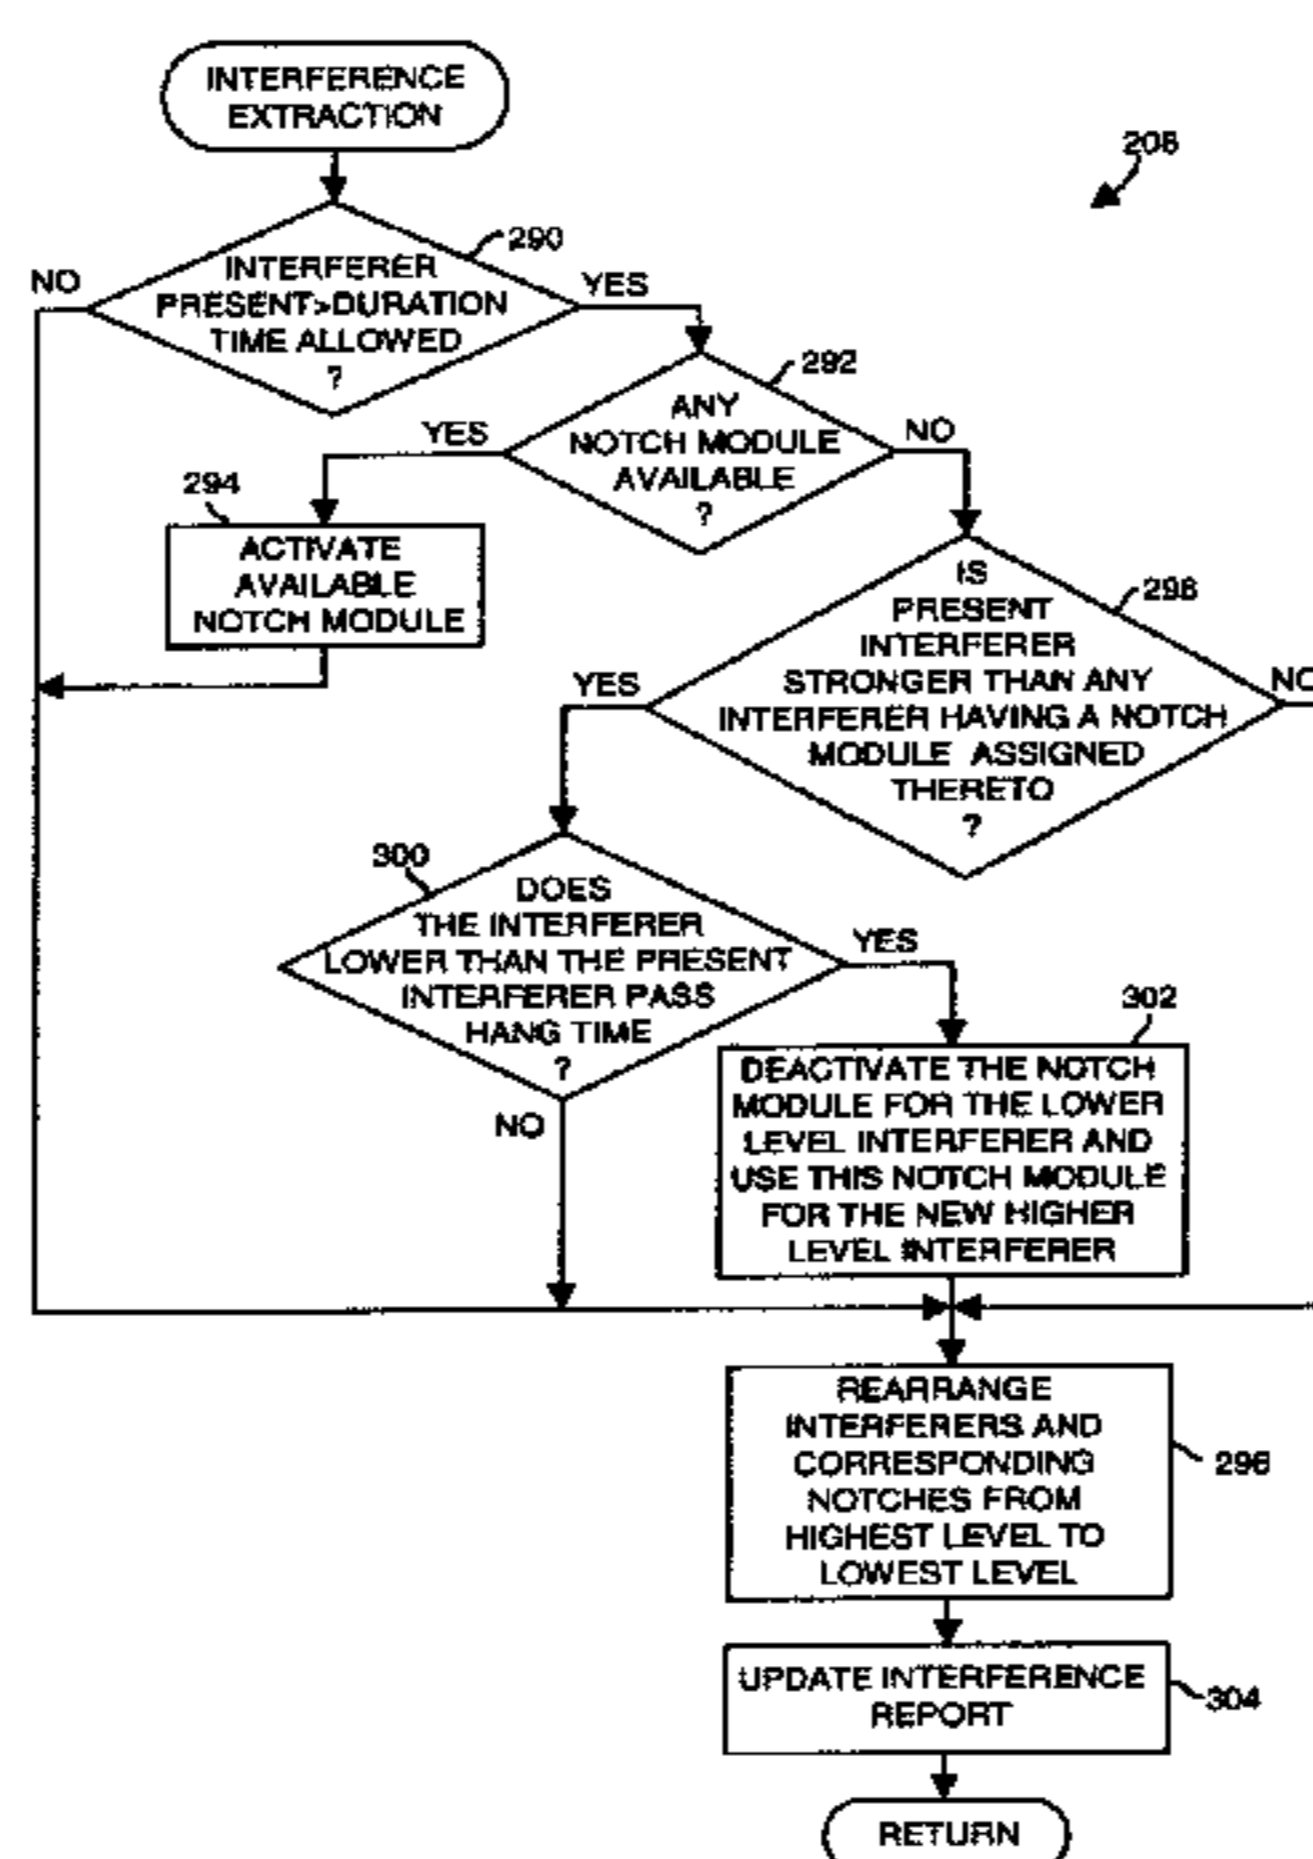 INTERFERENCE
EXTRACTION
208
290
NO
INTERFERER
PRESENT>DURATION
TIME ALLOWED
?
YES
292
YES
ANY
NOTCH MODULE
AVAILABLE
?
NO
294
ACTIVATE
AVAILABLE
NOTCH MODULE
298
IS
PRESENT
INTERFERER
STRONGER THAN ANY
INTERFERER HAVING A NOTCH
MODULE ASSIGNED
THERETO
?
YES
NO
300
DOES
THE INTERFERER
LOWER THAN THE PRESENT
INTERFERER PASS
HANG TIME
?
YES
NO
302
DEACTIVATE THE NOTCH
MODULE FOR THE LOWER
LEVEL INTERFERER AND
USE THIS NOTCH MODULE
FOR THE NEW HIGHER
LEVEL INTERFERER
REARRANGE
INTERFERERS AND
CORRESPONDING
NOTCHES FROM
HIGHEST LEVEL TO
LOWEST LEVEL
296
UPDATE INTERFERENCE
REPORT
304
RETURN